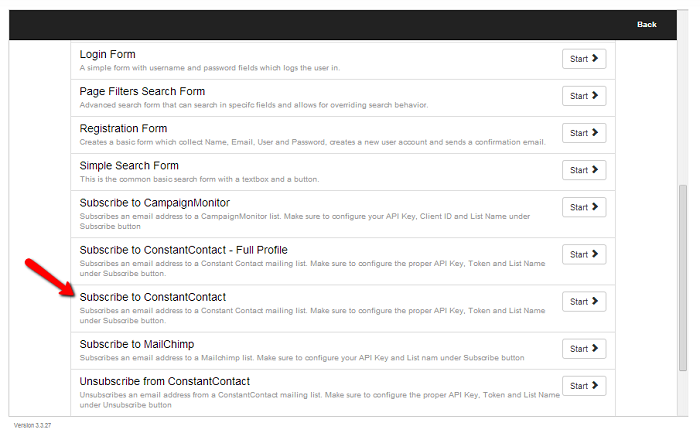 Back
Login Form
Start
A simple form with username and password fields which logs the user in.
Page Filters Search Form
Start
Advanced search form that can search in specifc fields and allows for overriding search behavior.
Registration Form
Start
Creates a basic form which collect Name, Email, User and Password, creates a new user account and sends a confirmation email.
Simple Search Form
Start
This is the common basic search form with a textbox and a button.
Subscribe to CampaignMonitor
Start
Subscribes an email address to a CampaignMonitor list. Make sure to configure your API Key, Client ID and List Name under
Subscribe button
Subscribe to ConstantContact - Full Profile
Start
Subscribes an email address to a Constant Contact mailing list. Make sure to configure the proper API Key, Token and List Name
under Subscribe button.
Subscribe to ConstantContact
Start
Subscribes an email address to a Constant Contact mailing list. Make sure to configure the proper API Key, Token and List Name
under Subscribe button.
Subscribe to MailChimp
Start
Subscribes an email address to a Mailchimp list. Make sure to configure your API Key and List nam under Subscribe button
Unsubscribe from ConstantContact
Start
Unsubscribes an email address from a ConstantContact mailing list. Make sure to configure the proper API Key, Token and List Name
under Unsubscribe button
Version 3.3.27